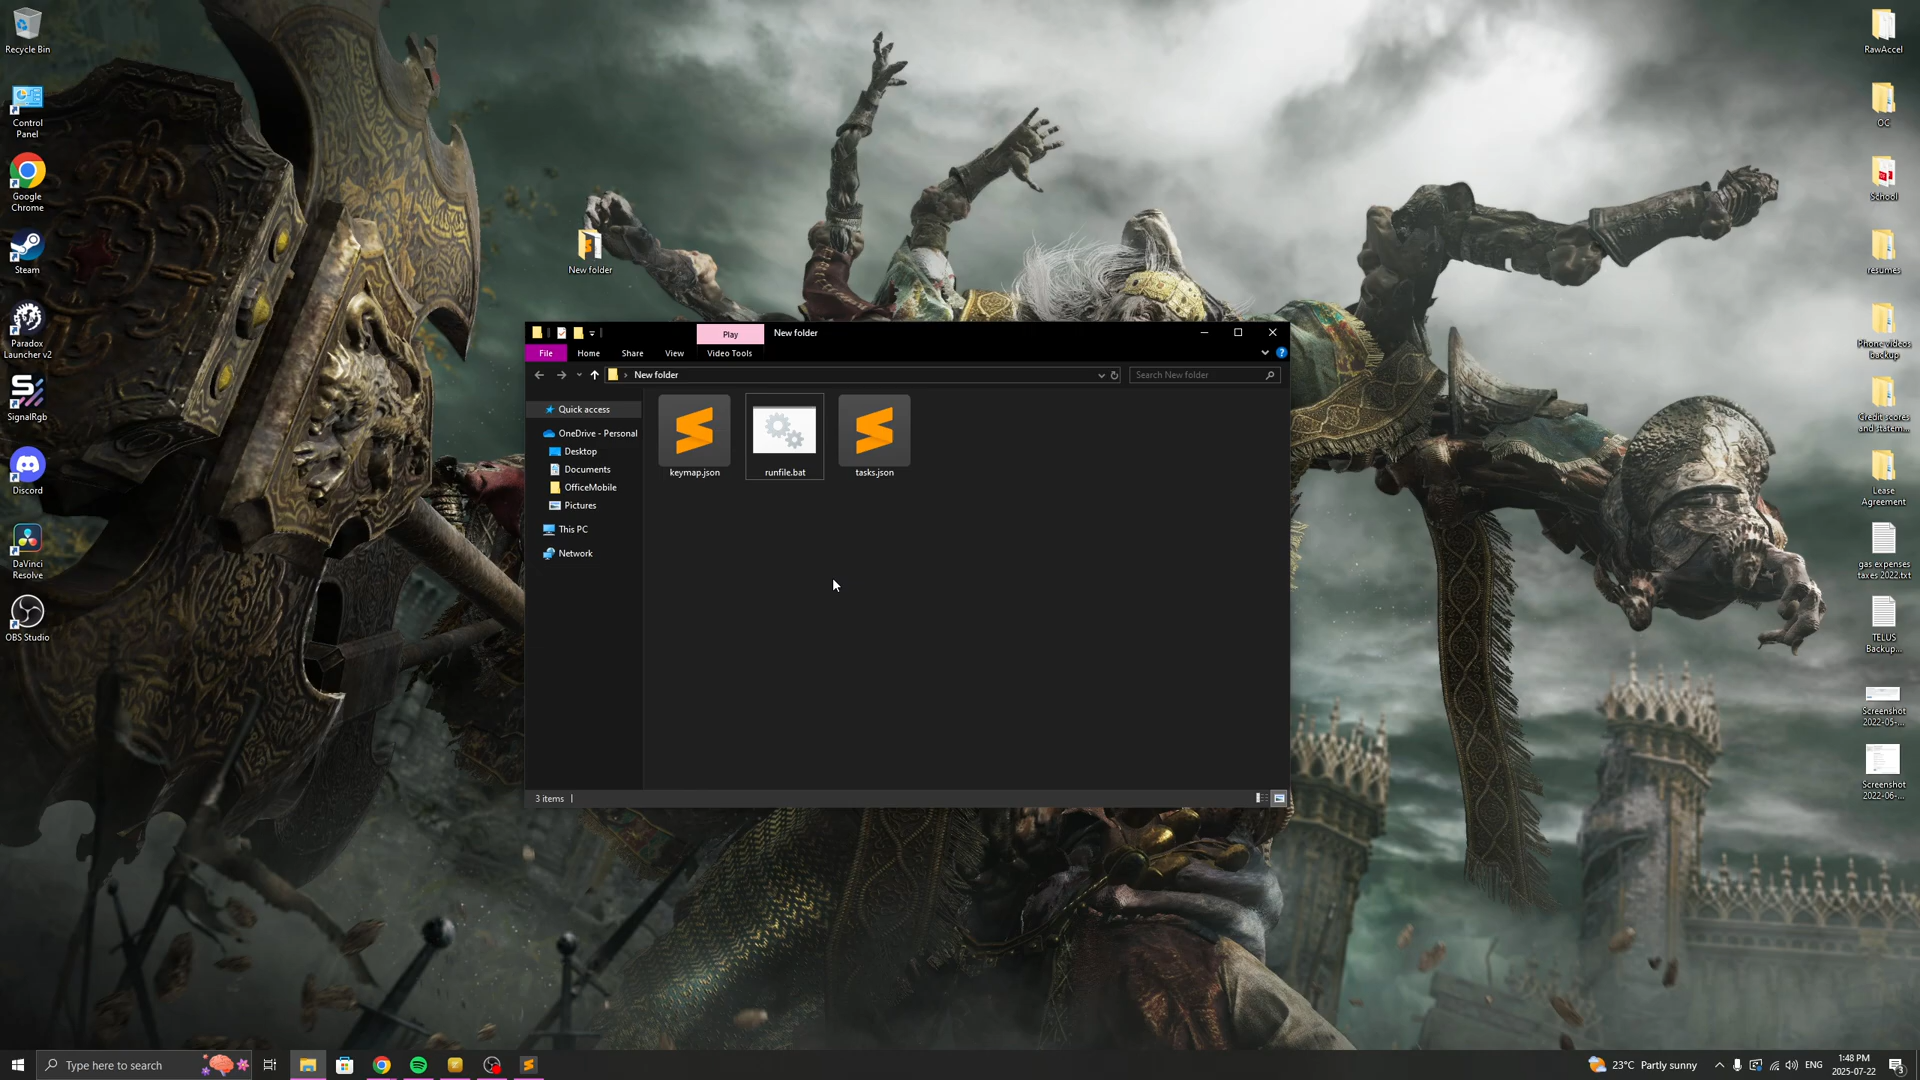 Recycle Bin
Control
Panel
Google
Chrome
Steam
Paradox
Launcher v2
SignalRgb
Discord
DaVinci
Resolve
OBS Studio
New folder
Play
New folder
File
Home
Share
View
Video Tools
New folder
Search New folder
Quick access
OneDrive - Personal
Desktop
Documents
OfficeMobile
Pictures
This PC
Network
keymap.json
runfile.bat
tasks.json
3 items
RawAccel
OC
School
resumes
Phone videos
backup
Credit scores
and statem...
Lease
Agreement
gas expenses
taxes 2022.txt
TELUS
Backup...
Screenshot
2022-05-...
Screenshot
2022-06-...
Type here to search
23°C Partly sunny
ENG
1:48 PM
2025-07-22
3